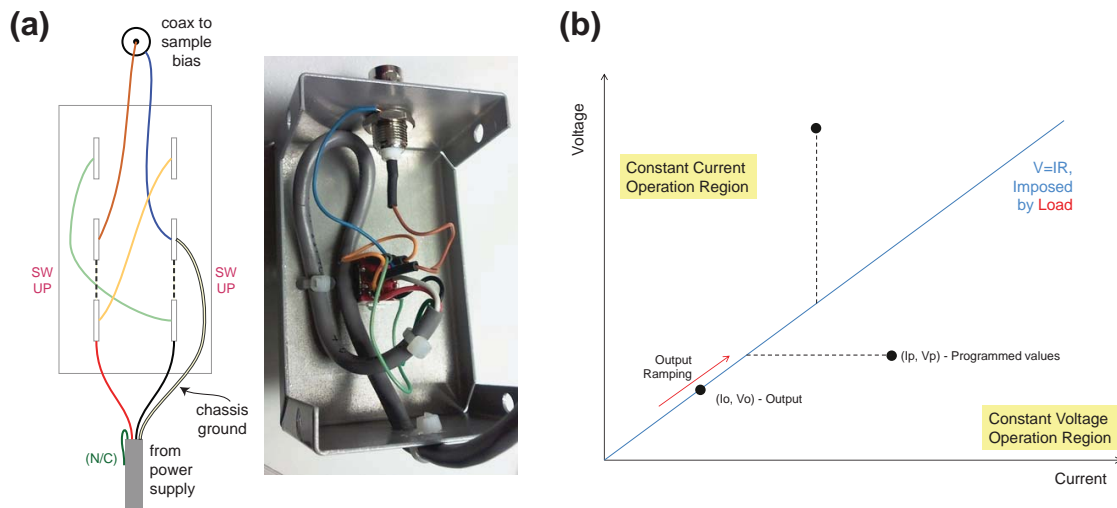 (a)
coax to
sample
bias
SW
UP
SW
UP
chassis
ground
(N/C)
from
power
supply
(b)
Voltage
Constant Current
Operation Region
V=IR,
Imposed
by Load
Output
Ramping
(Ip, Vp) - Programmed values
(Io, Vo) - Output
Constant Voltage
Operation Region
Current